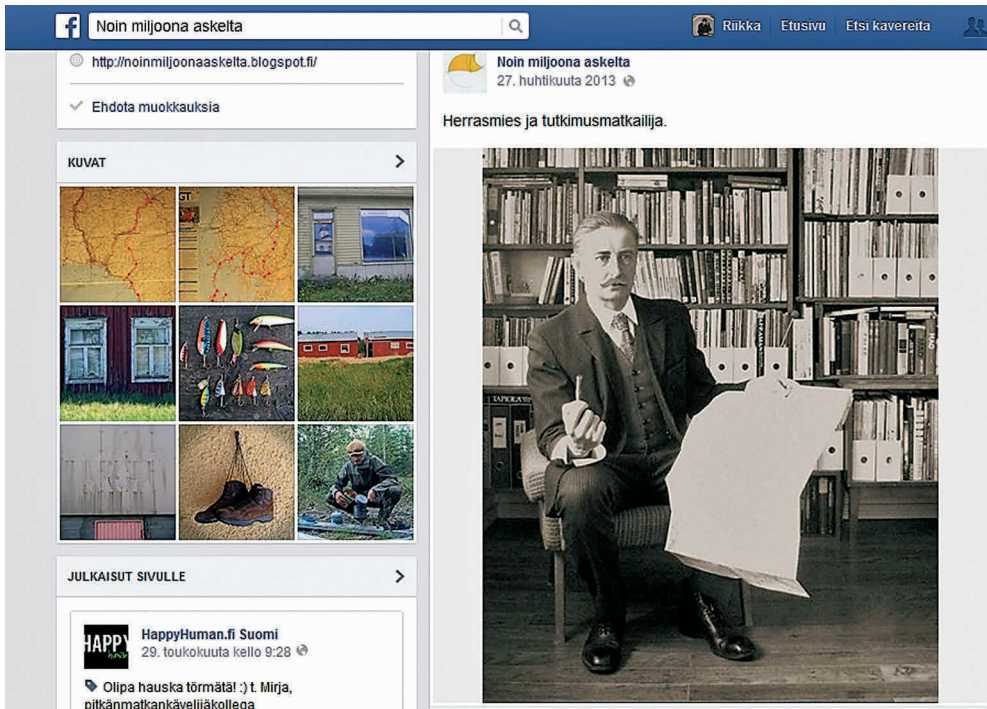 f
Noin miljoona askelta
Riikka Etusivu Etsi kavereita
http://noinmiljoonaaskelta.blogspot.fi/
Ehdota muokkauksia
KUVAT
JULKAISUT SIVULLE
HAPPY
HappyHuman.fi Suomi
29. toukokuuta kello 9:28
Olipa hauska törmätä! :) t. Mirja,
pitkänmatkankävelijäkollega
Noin miljoona askelta
27. huhtikuuta 2013
Herrasmies ja tutkimusmatkailija.
TAPIOLA